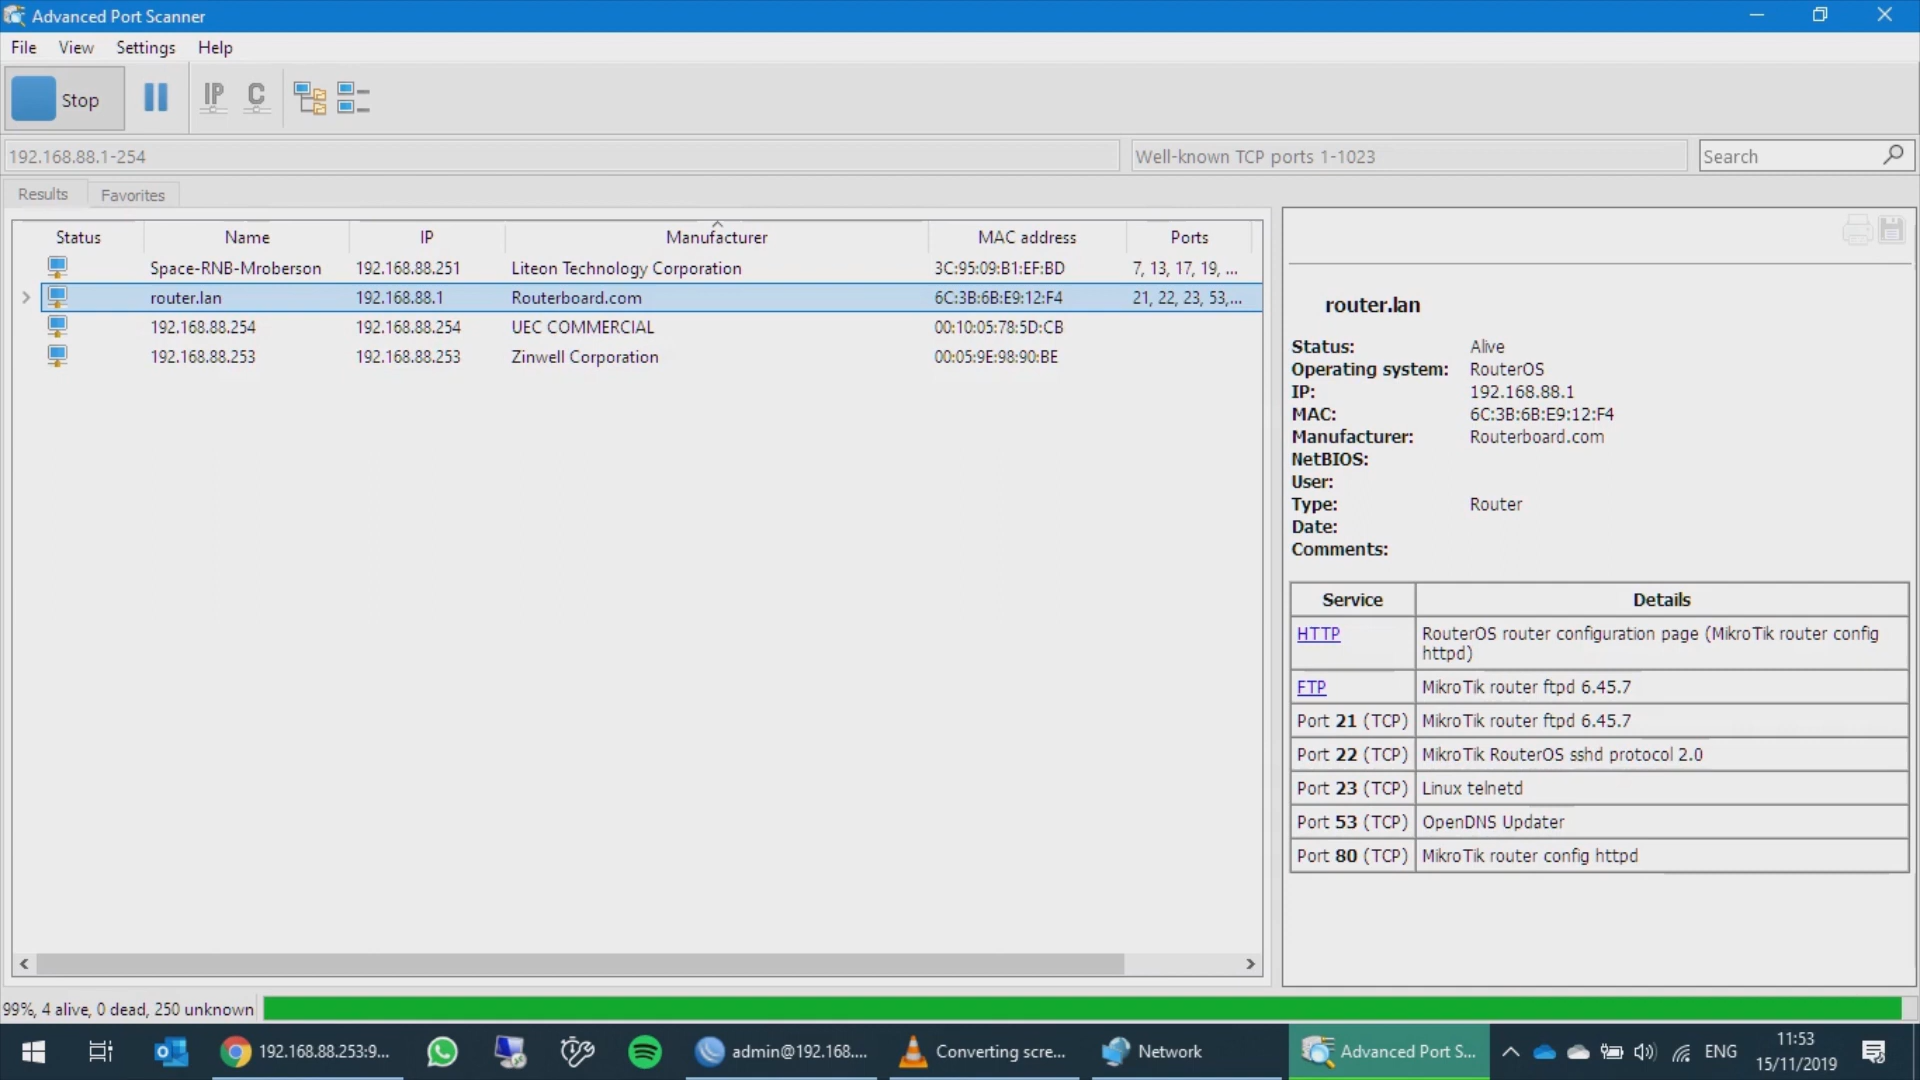 Advanced Port Scanner
File View Settings Help
Stop IP C
192.168.88.1-254 Well-known TCP ports 1-1023 Search
Results Favorites
Status Name IP Manufacturer MAC address Ports
Space-RNB-Mroberson 192.168.88.251 Liteon Technology Corporation 3C:95:09:B1:EF:BD 7, 13, 17, 19, ...
router.lan 192.168.88.1 Routerboard.com 6C:3B:6B:E9:12:F4 21, 22, 23, 53,...
192.168.88.254 192.168.88.254 UEC COMMERCIAL 00:10:05:78:5D:CB
192.168.88.253 192.168.88.253 Zinwell Corporation 00:05:9E:98:90:BE
router.lan
Status: Alive
Operating system: RouterOS
IP: 192.168.88.1
MAC: 6C:3B:6B:E9:12:F4
Manufacturer: Routerboard.com
NetBIOS:
User:
Type: Router
Date:
Comments:
Service Details
HTTP RouterOS router configuration page (MikroTik router config
httpd)
FTP MikroTik router ftpd 6.45.7
Port 21 (TCP) MikroTik router ftpd 6.45.7
Port 22 (TCP) MikroTik RouterOS sshd protocol 2.0
Port 23 (TCP) Linux telnetd
Port 53 (TCP) OpenDNS Updater
Port 80 (TCP) MikroTik router config httpd
99%, 4 alive, 0 dead, 250 unknown
192.168.88.253:9... admin@192.168.... Converting scre... Network Advanced Port S... ENG 11:53
15/11/2019